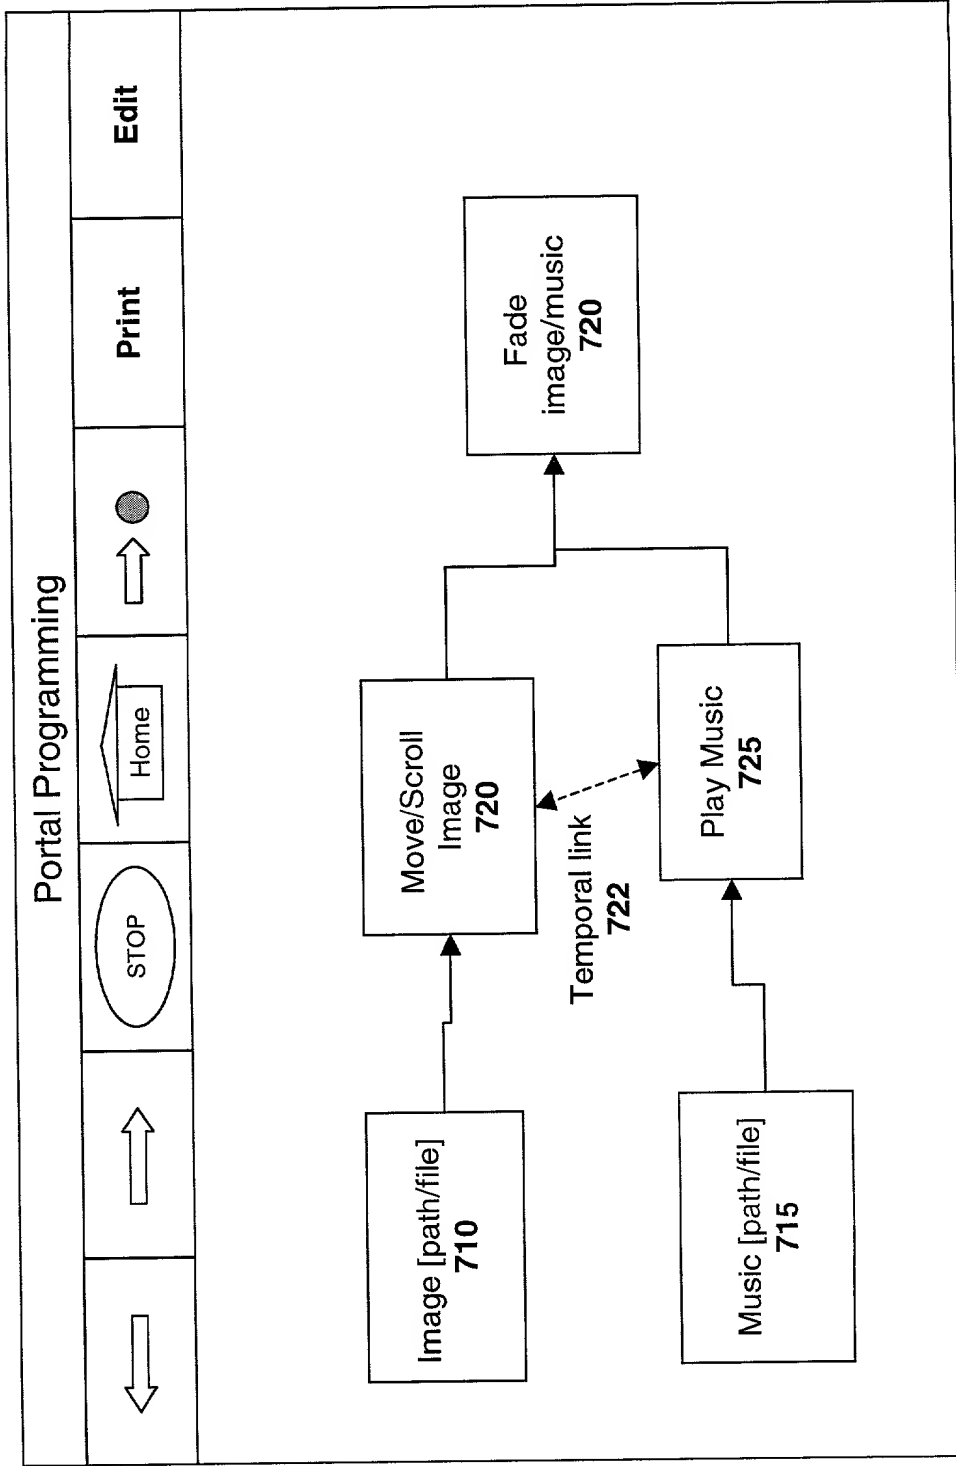 Portal Programming
STOP
Home
Print
Edit
Image [path/file]
710
Move/Scroll
Image
720
Temporal link
722
Music [path/file]
715
Play Music
725
Fade
image/music
720